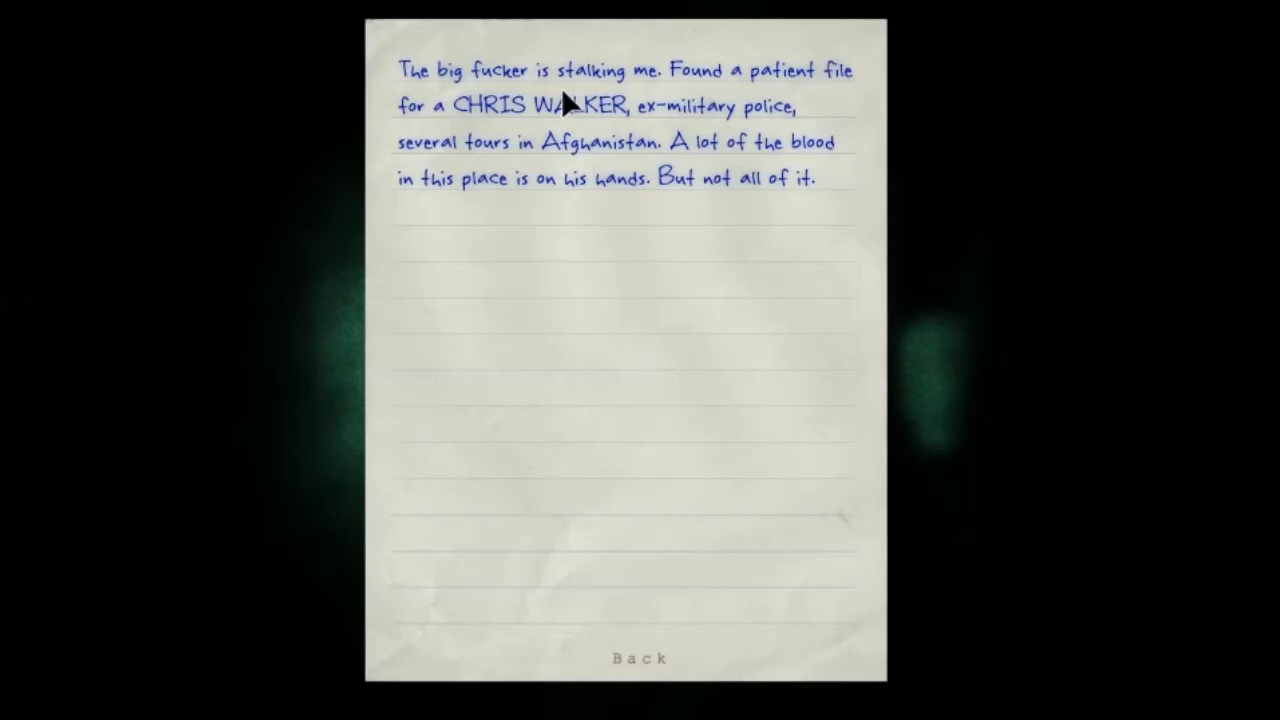 The big fucker is stalking me. Found a patient file
for a CHRIS WALKER, ex-military police,
several tours in Afghanistan. A lot of the blood
in this place is on his hands. But not all of it.
Back